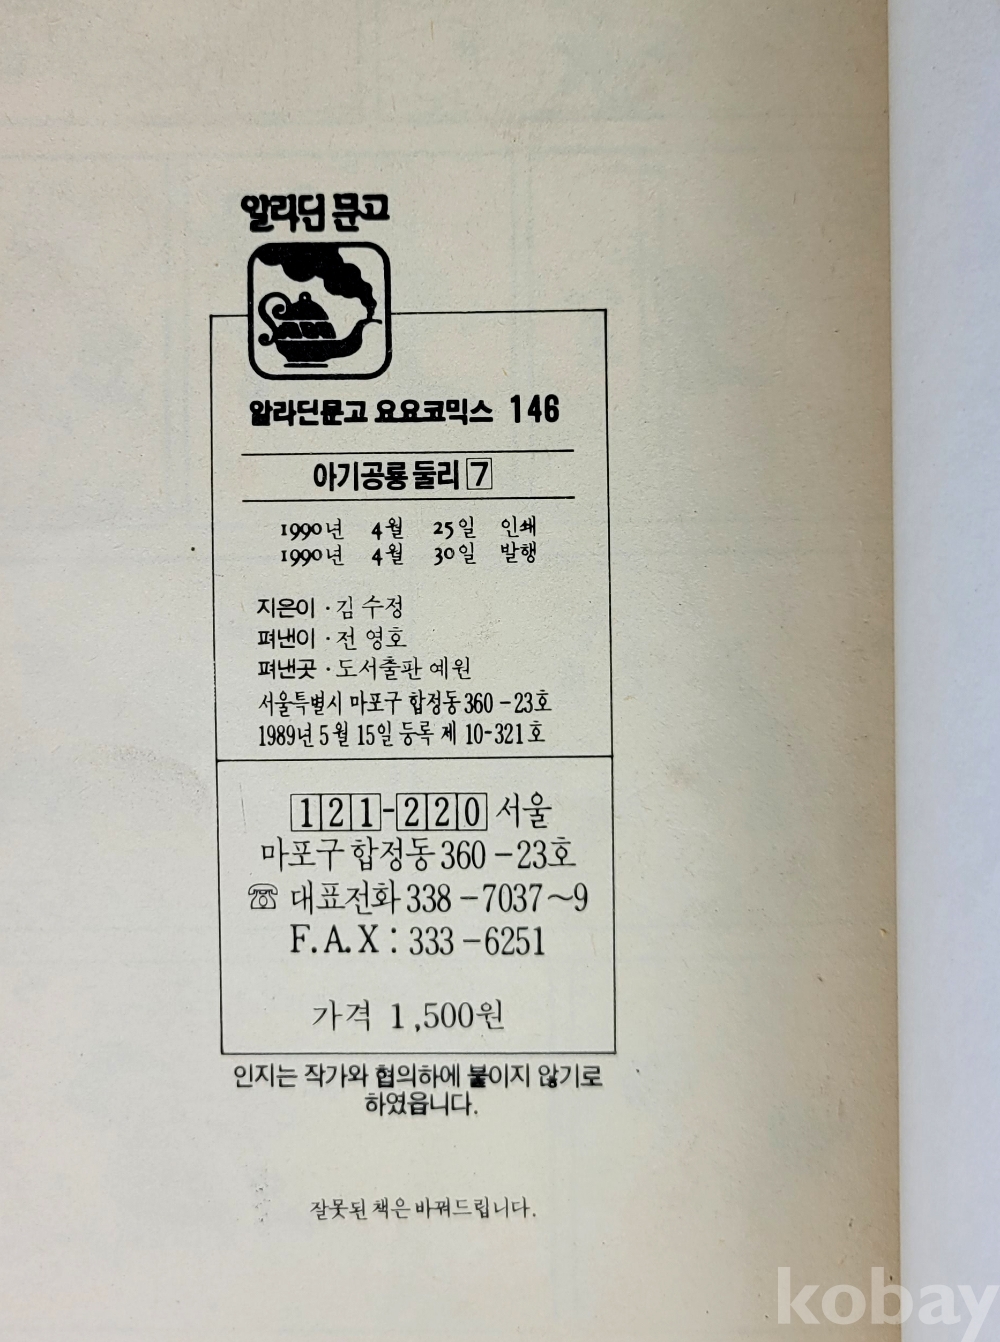 알라딘 문고
알라딘문고 요요코믹스 146
아기공룡 둘리 7
1990년 4월 25일 인쇄
1990년 4월 30일 발행
지은이 · 김 수정
펴낸이 · 전 영호
펴낸곳 · 도서출판 예원
서울특별시 마포구 합정동 360 - 23호
1989년 5월 15일 등록 제 10-321호
121-220 서울
마포구 합정동 360 - 23호
☏ 대표전화 338 - 7037~9
F.A.X : 333 - 6251
가격 1,500원
인지는 작가와 협의하에 붙이지 않기로
하였읍니다.
잘못된 책은 바꿔드립니다.
kobay